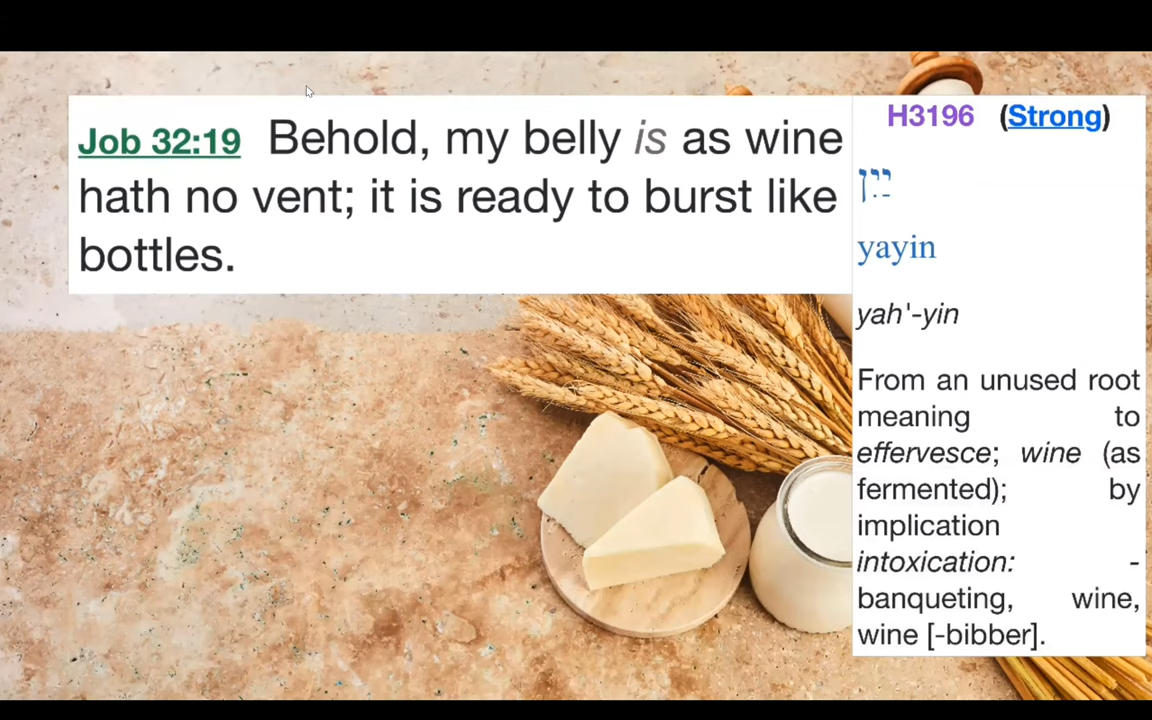 Job 32:19 Behold, my belly is as wine
hath no vent; it is ready to burst like
bottles.
H3196 (Strong)
יַיִן
yayin
yah'-yin
From an unused root
meaning to
effervesce; wine (as
fermented); by
implication
intoxication: -
banqueting, wine,
wine [-bibber].